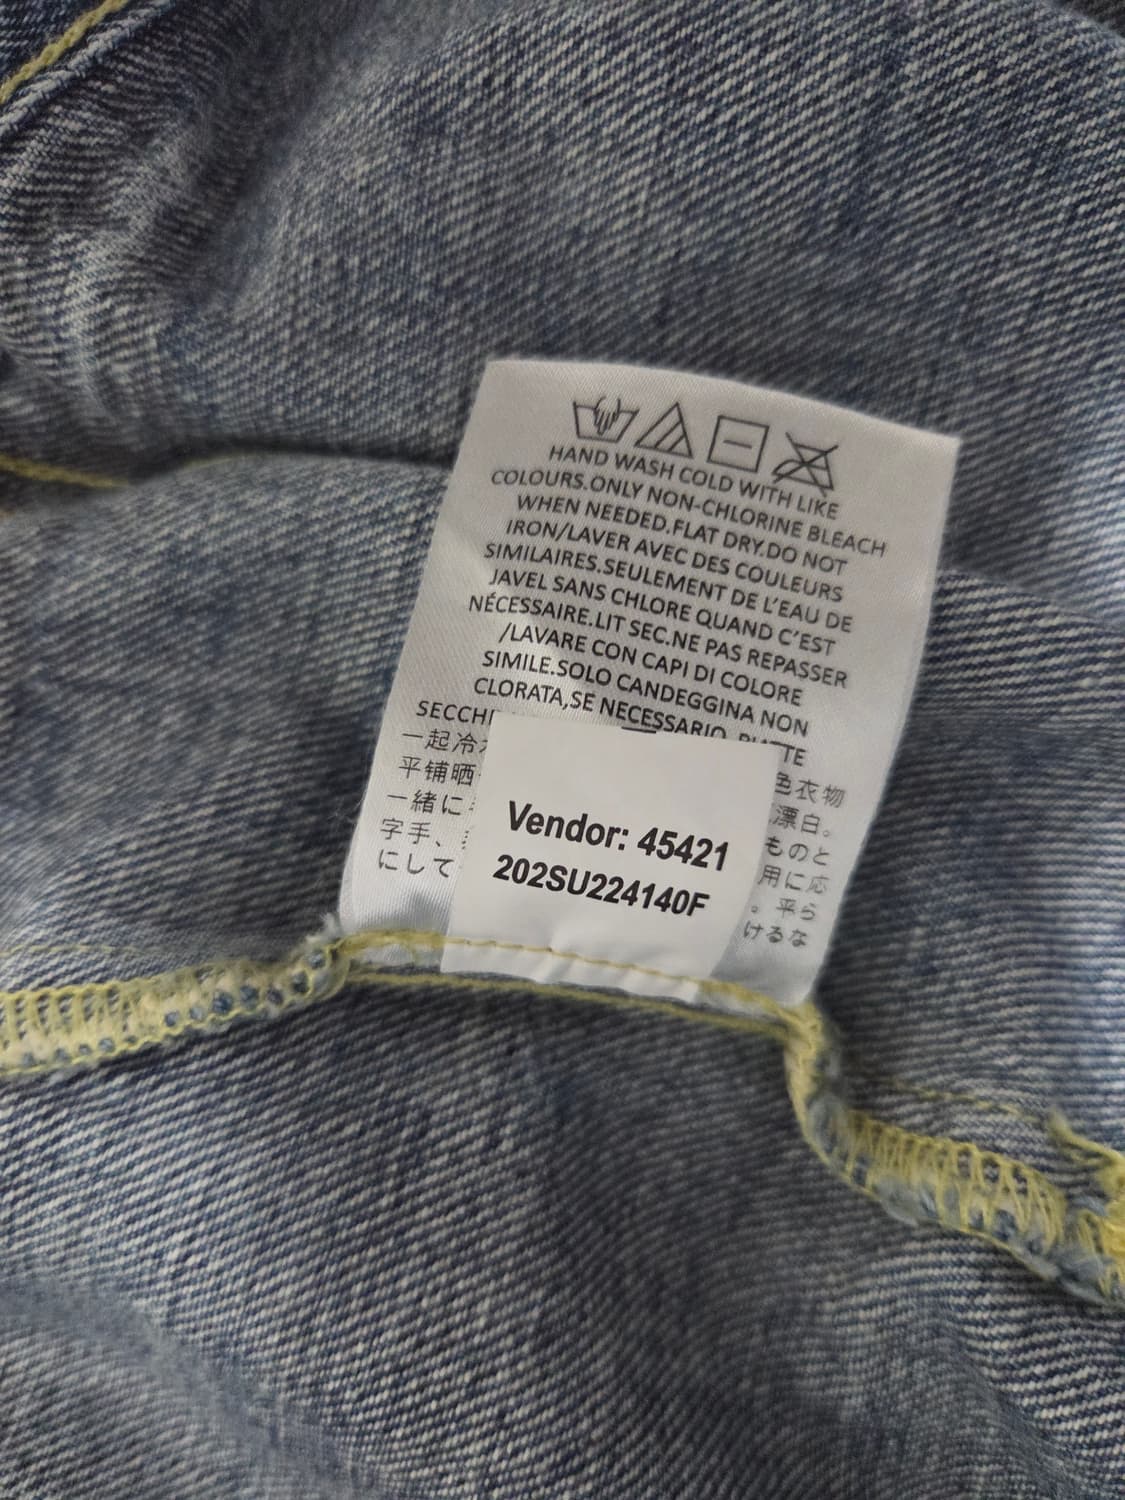 HAND WASH COLD WITH LIKE
COLOURS.ONLY NON-CHLORINE BLEACH
WHEN NEEDED.FLAT DRY.DO NOT
IRON/LAVER AVEC DES COULEURS
SIMILAIRES.SEULEMENT DE L'EAU DE
JAVEL SANS CHLORE QUAND C'EST
NÉCESSAIRE.LIT SEC.NE PAS REPASSER
/LAVARE CON CAPI DI COLORE
SIMILE.SOLO CANDEGGINA NON
CLORATA,SE NECESSARIO.
SECCH
一起冷 色衣物
平铺晒 漂白。
一緒に ものと
字手、 用に応
にして 。平ら
けるな
Vendor: 45421
202SU224140F